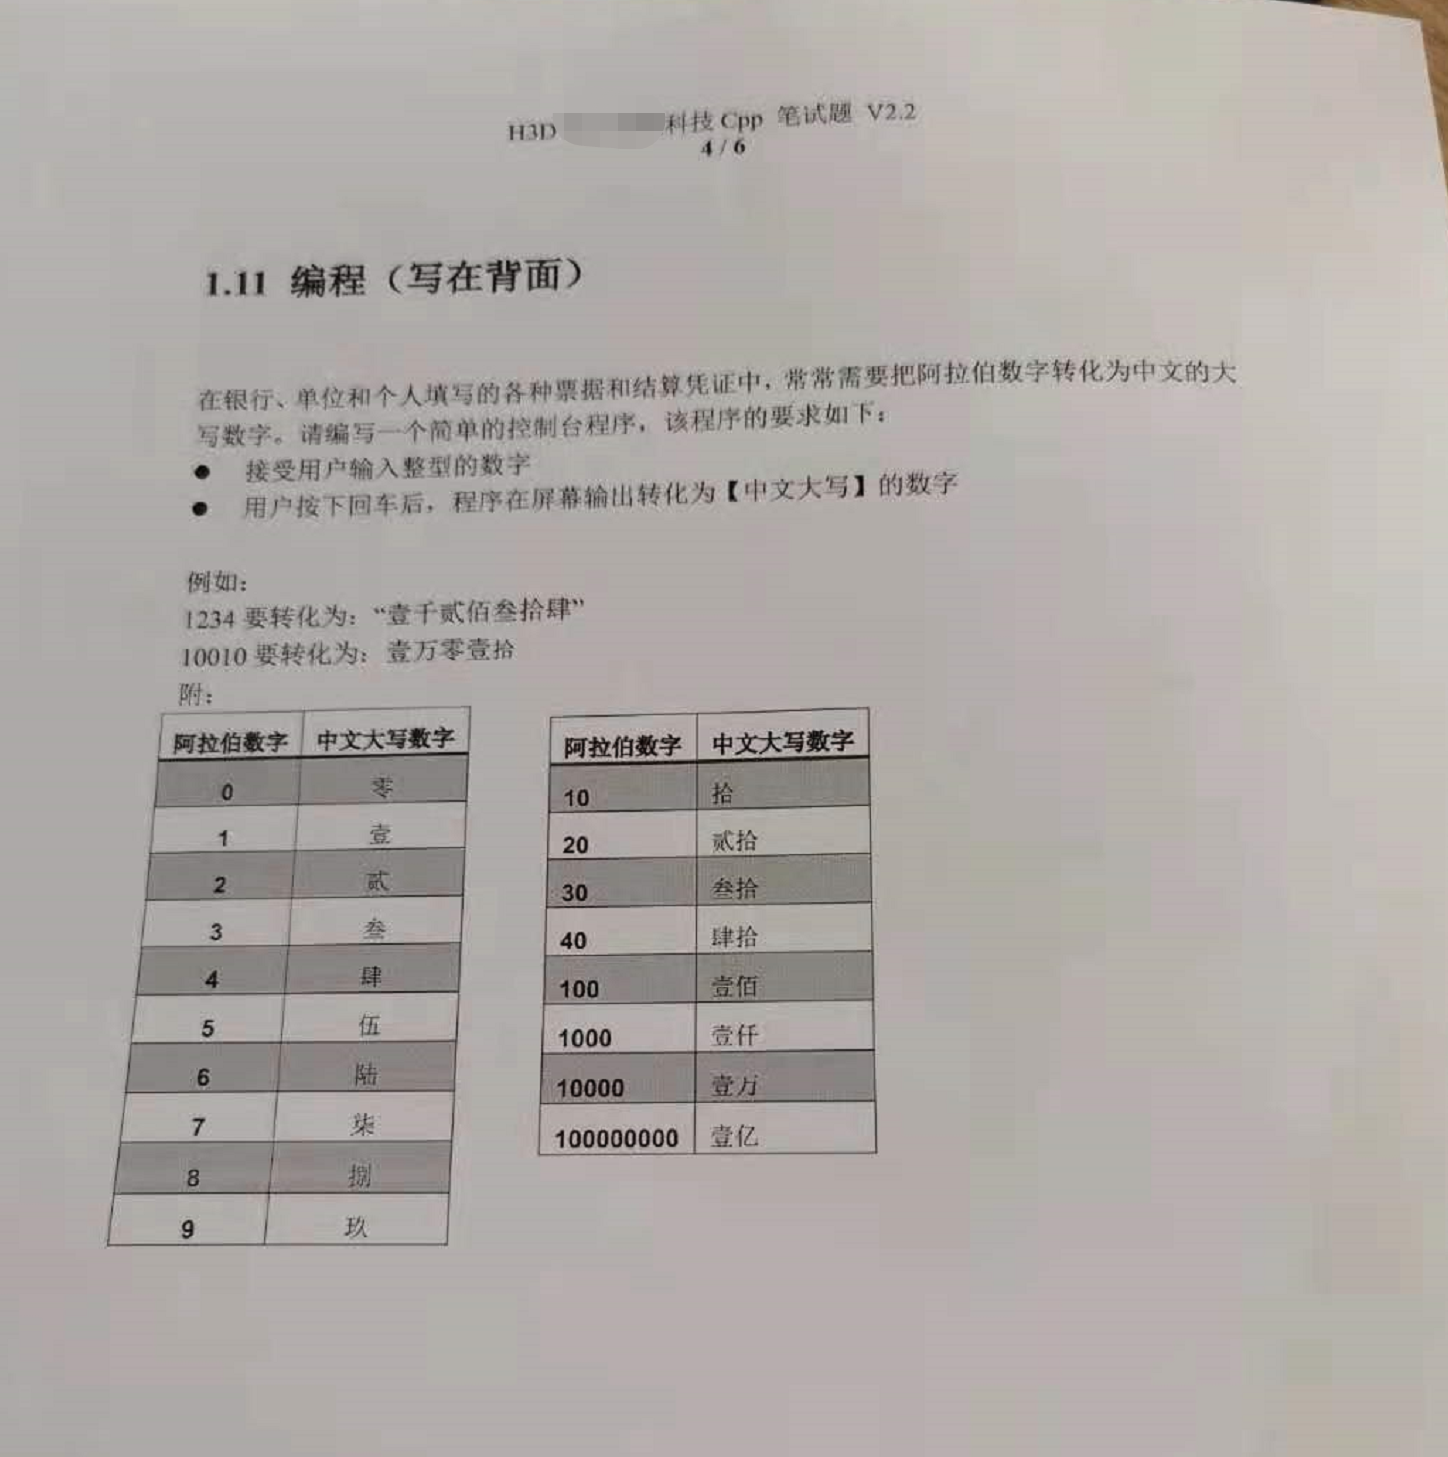 H3D 科技 Cpp 笔试题 V2.2
4 / 6
1.11 编程（写在背面）
在银行、单位和个人填写的各种票据和结算凭证中，常常需要把阿拉伯数字转化为中文的大
写数字。请编写一个简单的控制台程序，该程序的要求如下：
● 接受用户输入整型的数字
● 用户按下回车后，程序在屏幕输出转化为【中文大写】的数字
例如：
1234 要转化为：“壹千贰佰叁拾肆”
10010 要转化为：壹万零壹拾
附：
阿拉伯数字 中文大写数字
0 零
1 壹
2 贰
3 叁
4 肆
5 伍
6 陆
7 柒
8 捌
9 玖
阿拉伯数字 中文大写数字
10 拾
20 贰拾
30 叁拾
40 肆拾
100 壹佰
1000 壹仟
10000 壹万
100000000 壹亿